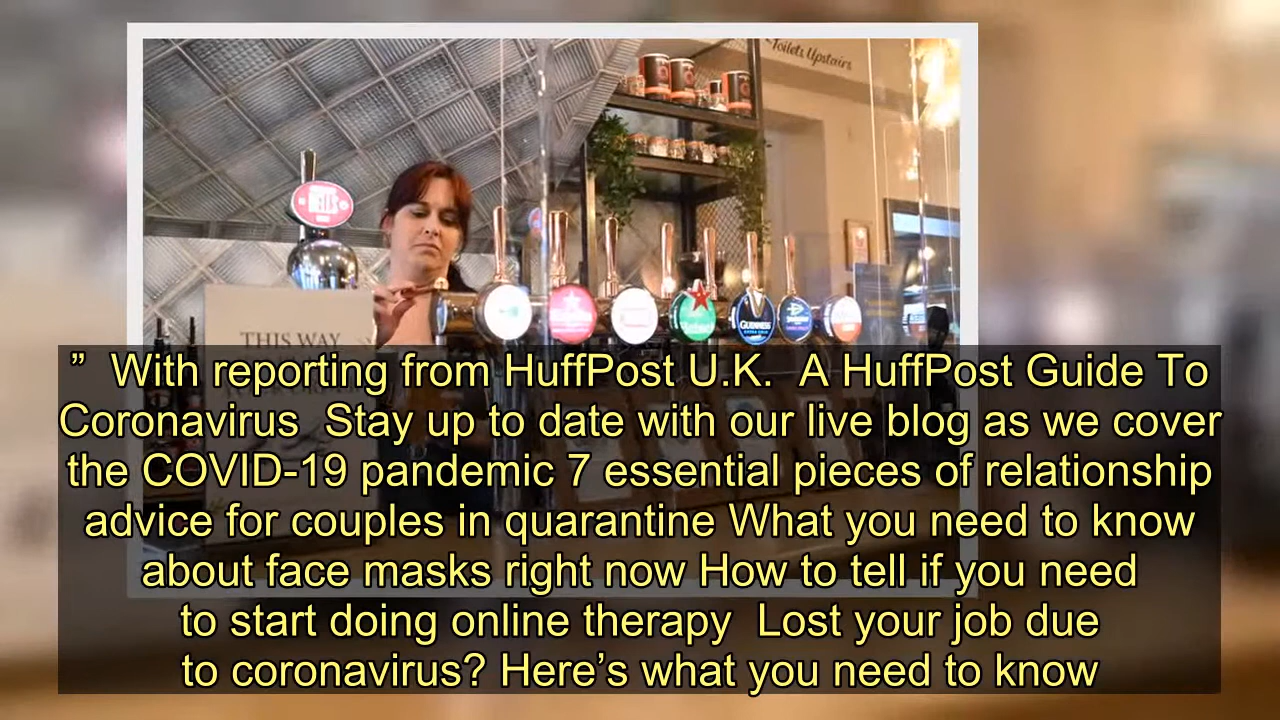 Toilets Upstairs
GUINNESS
THIS WAY
” With reporting from HuffPost U.K. A HuffPost Guide To
Coronavirus Stay up to date with our live blog as we cover
the COVID-19 pandemic 7 essential pieces of relationship
advice for couples in quarantine What you need to know
about face masks right now How to tell if you need
to start doing online therapy Lost your job due
to coronavirus? Here’s what you need to know